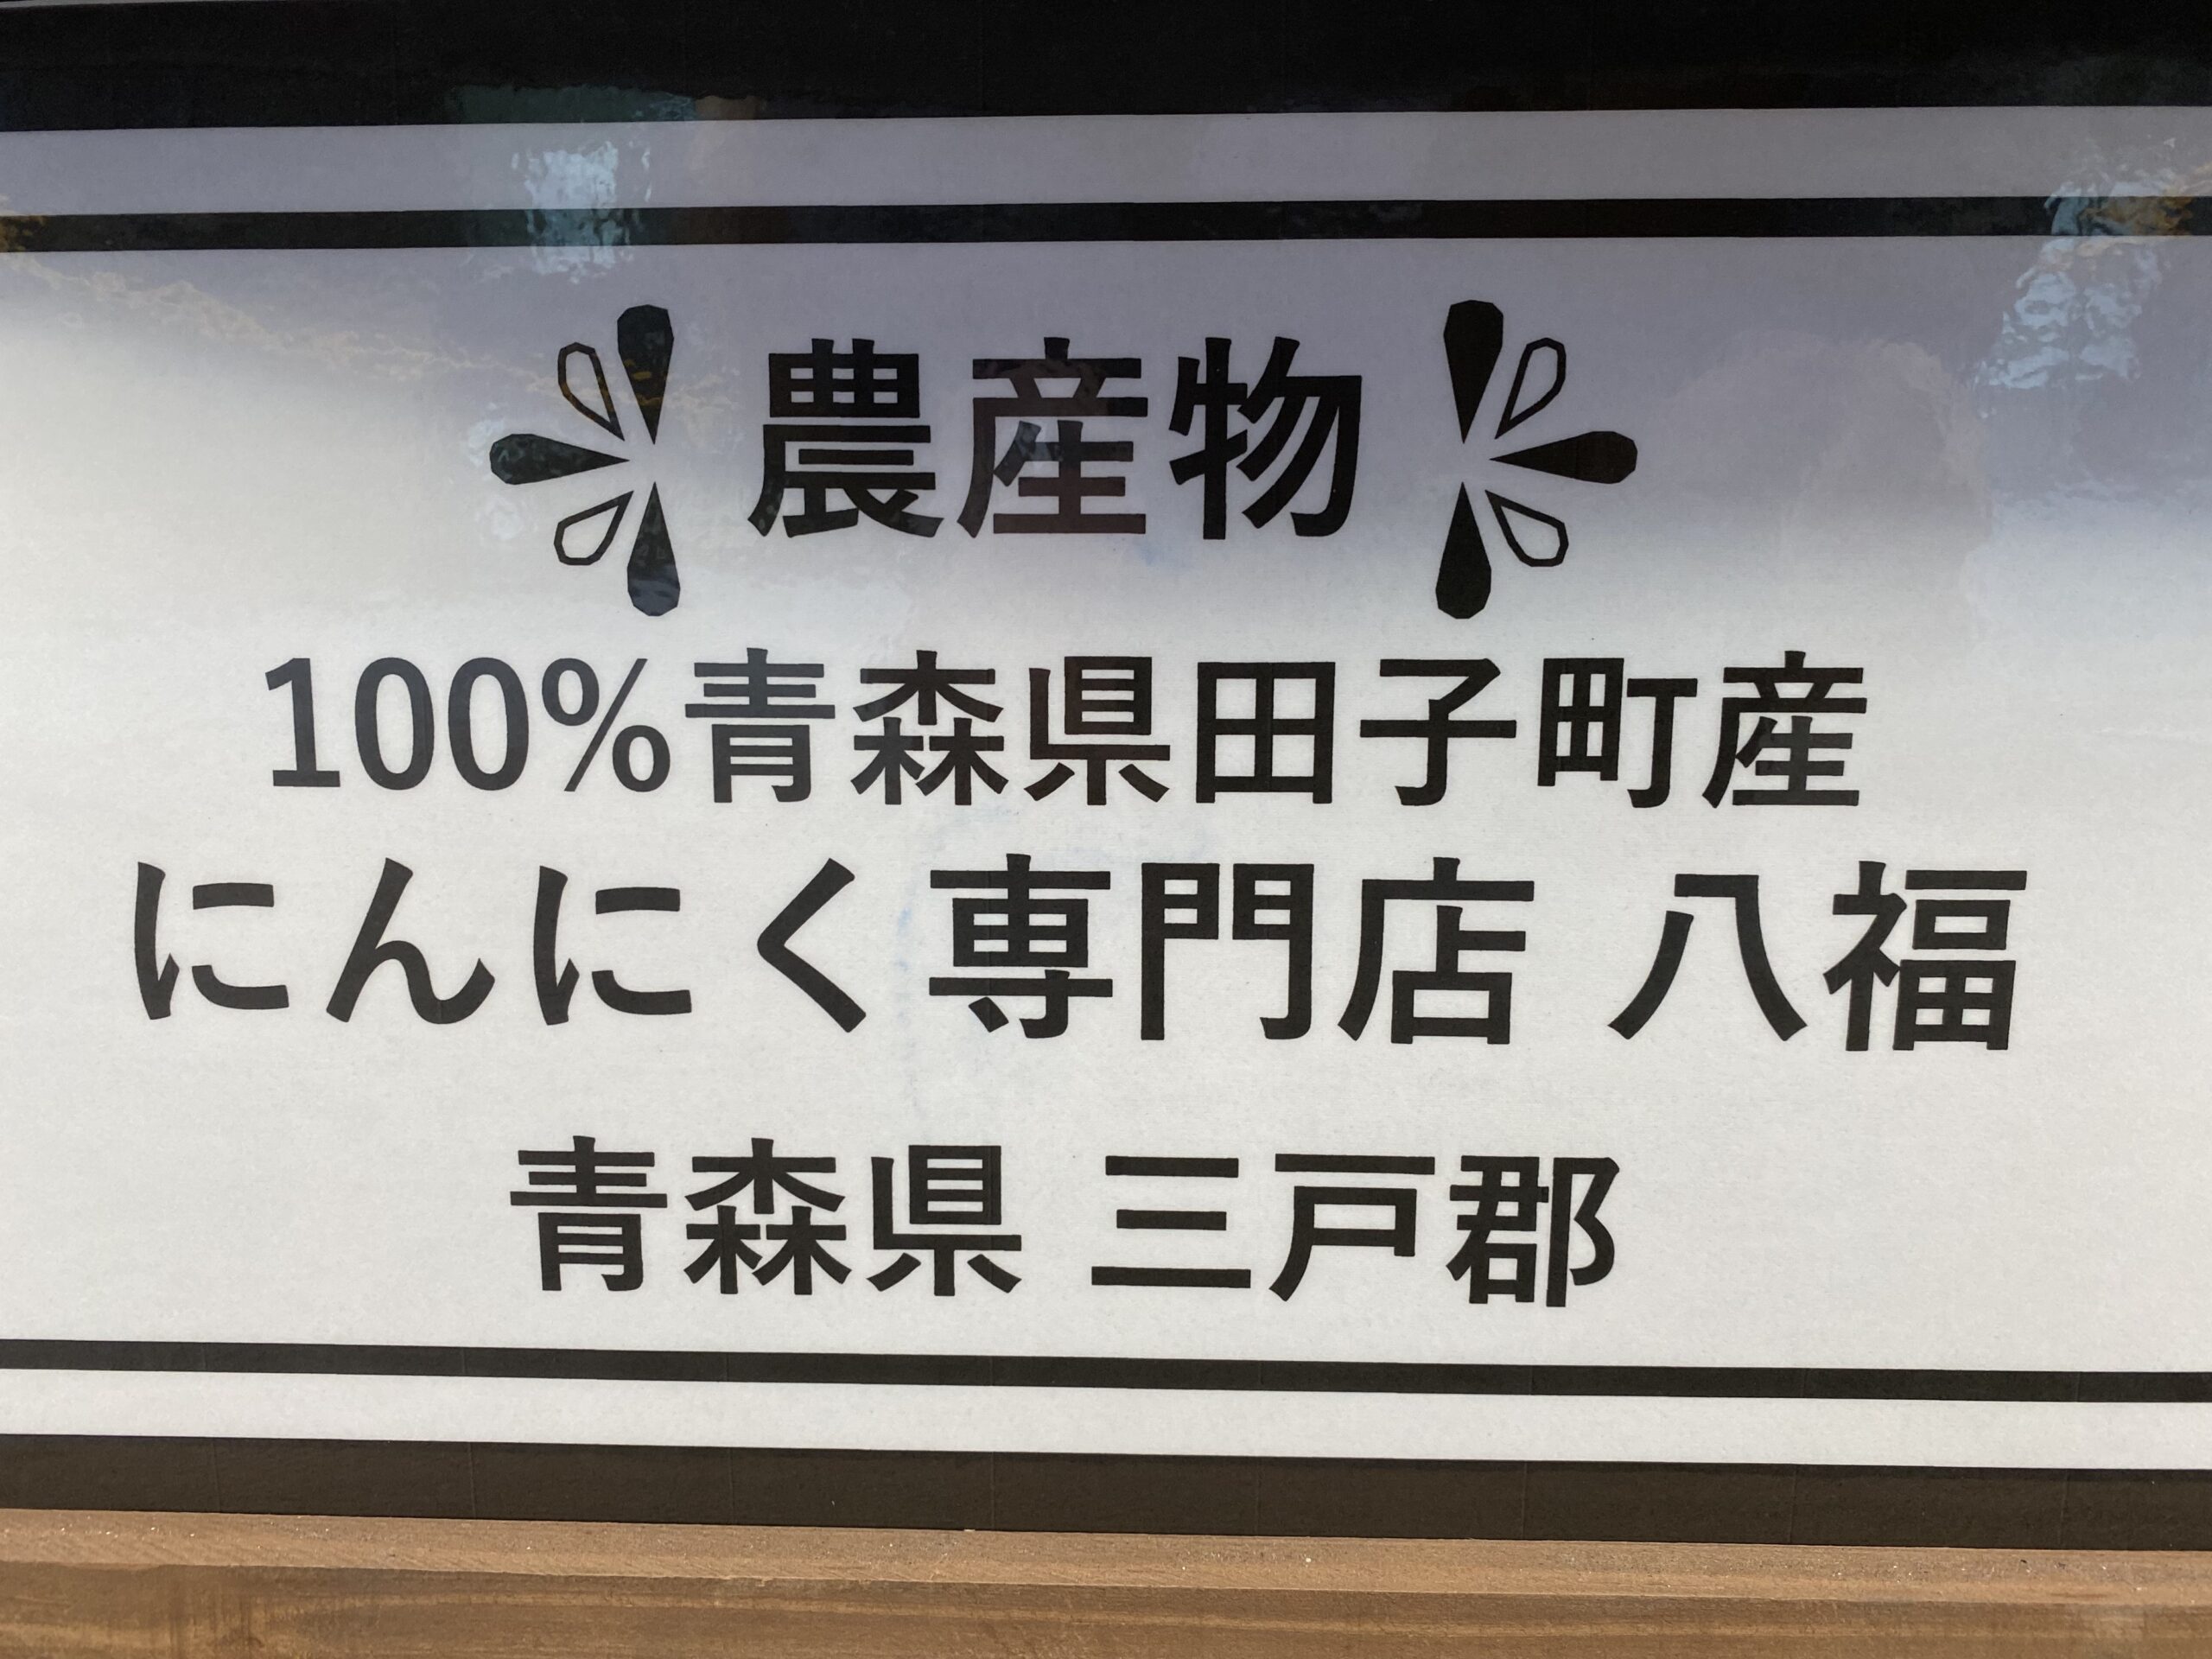 農産物
100%青森県田子町産
にんにく専門店 八福
青森県 三戸郡